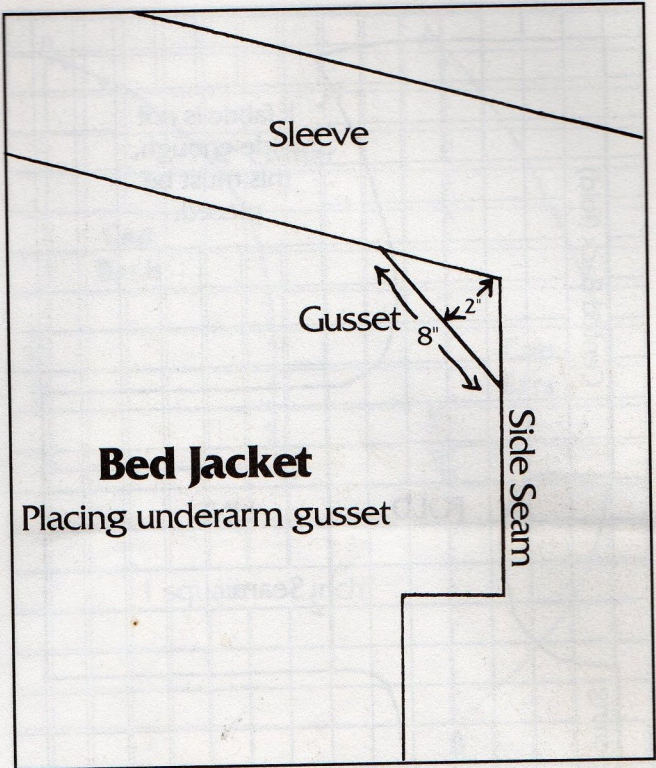 Sleeve
Gusset
2"
8"
Side Seam
Bed Jacket
Placing underarm gusset